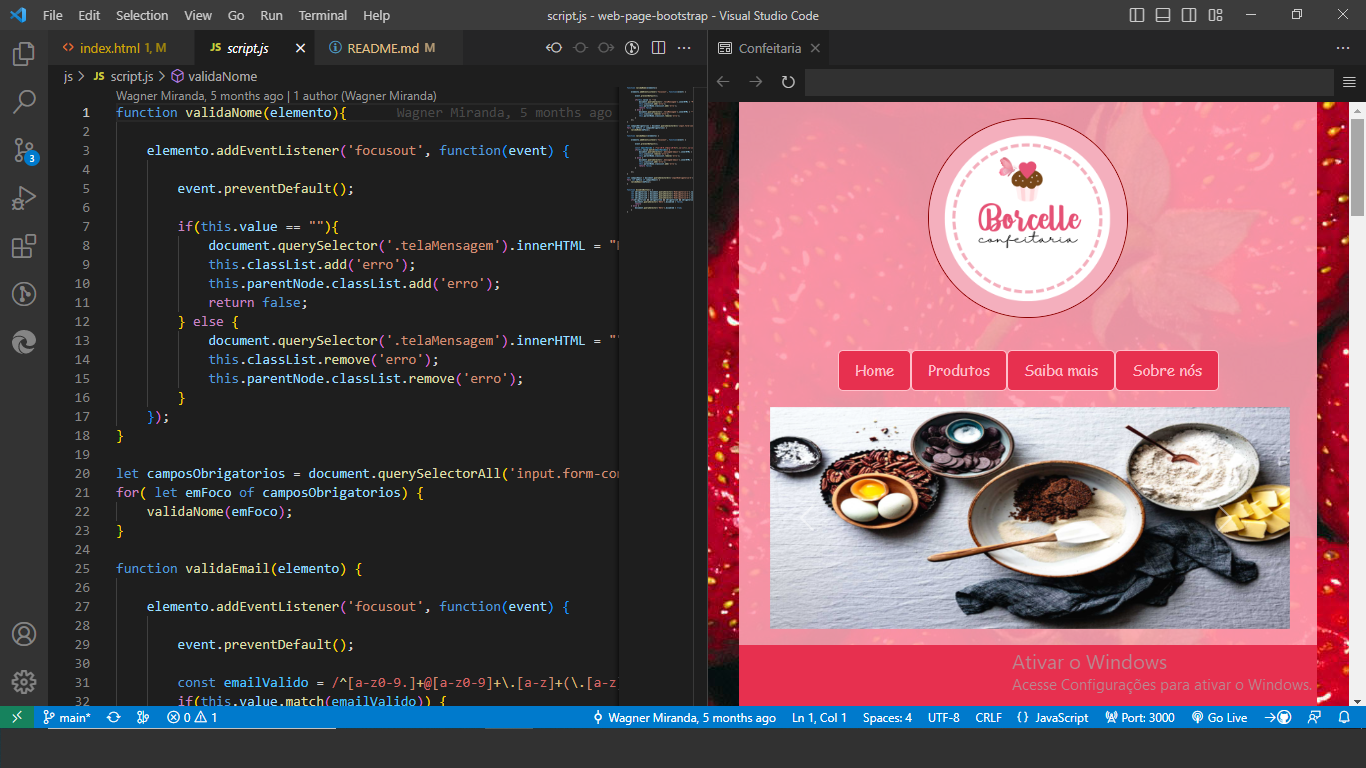 File Edit Selection View Go Run Terminal Help
script.js - web-page-bootstrap - Visual Studio Code
index.html 1, M
JS script.js
README.md M
js > JS script.js > validaNome
Wagner Miranda, 5 months ago | 1 author (Wagner Miranda)
1 function validaNome(elemento){ Wagner Miranda, 5 months ago
2
3 elemento.addEventListener('focusout', function(event) {
4
5 event.preventDefault();
6
7 if(this.value == ""){
8 document.querySelector('.telaMensagem').innerHTML = "
9 this.classList.add('erro');
10 this.parentNode.classList.add('erro');
11 return false;
12 } else {
13 document.querySelector('.telaMensagem').innerHTML = "
14 this.classList.remove('erro');
15 this.parentNode.classList.remove('erro');
16 }
17 });
18 }
19
20 let camposObrigatorios = document.querySelectorAll('input.form-co
21 for( let emFoco of camposObrigatorios) {
22 validaNome(emFoco);
23 }
24
25 function validaEmail(elemento) {
26
27 elemento.addEventListener('focusout', function(event) {
28
29 event.preventDefault();
30
31 const emailValido = /^[a-z0-9.]+@[a-z0-9]+\.[a-z]+(\.[a-z]
32 if(this.value.match(emailValido)) {
3
Confeitaria
Borcelle
confeitaria
Home
Produtos
Saiba mais
Sobre nós
Ativar o Windows
Acesse Configurações para ativar o Windows.
main*
0
1
Wagner Miranda, 5 months ago
Ln 1, Col 1
Spaces: 4
UTF-8
CRLF
{ } JavaScript
Port: 3000
Go Live